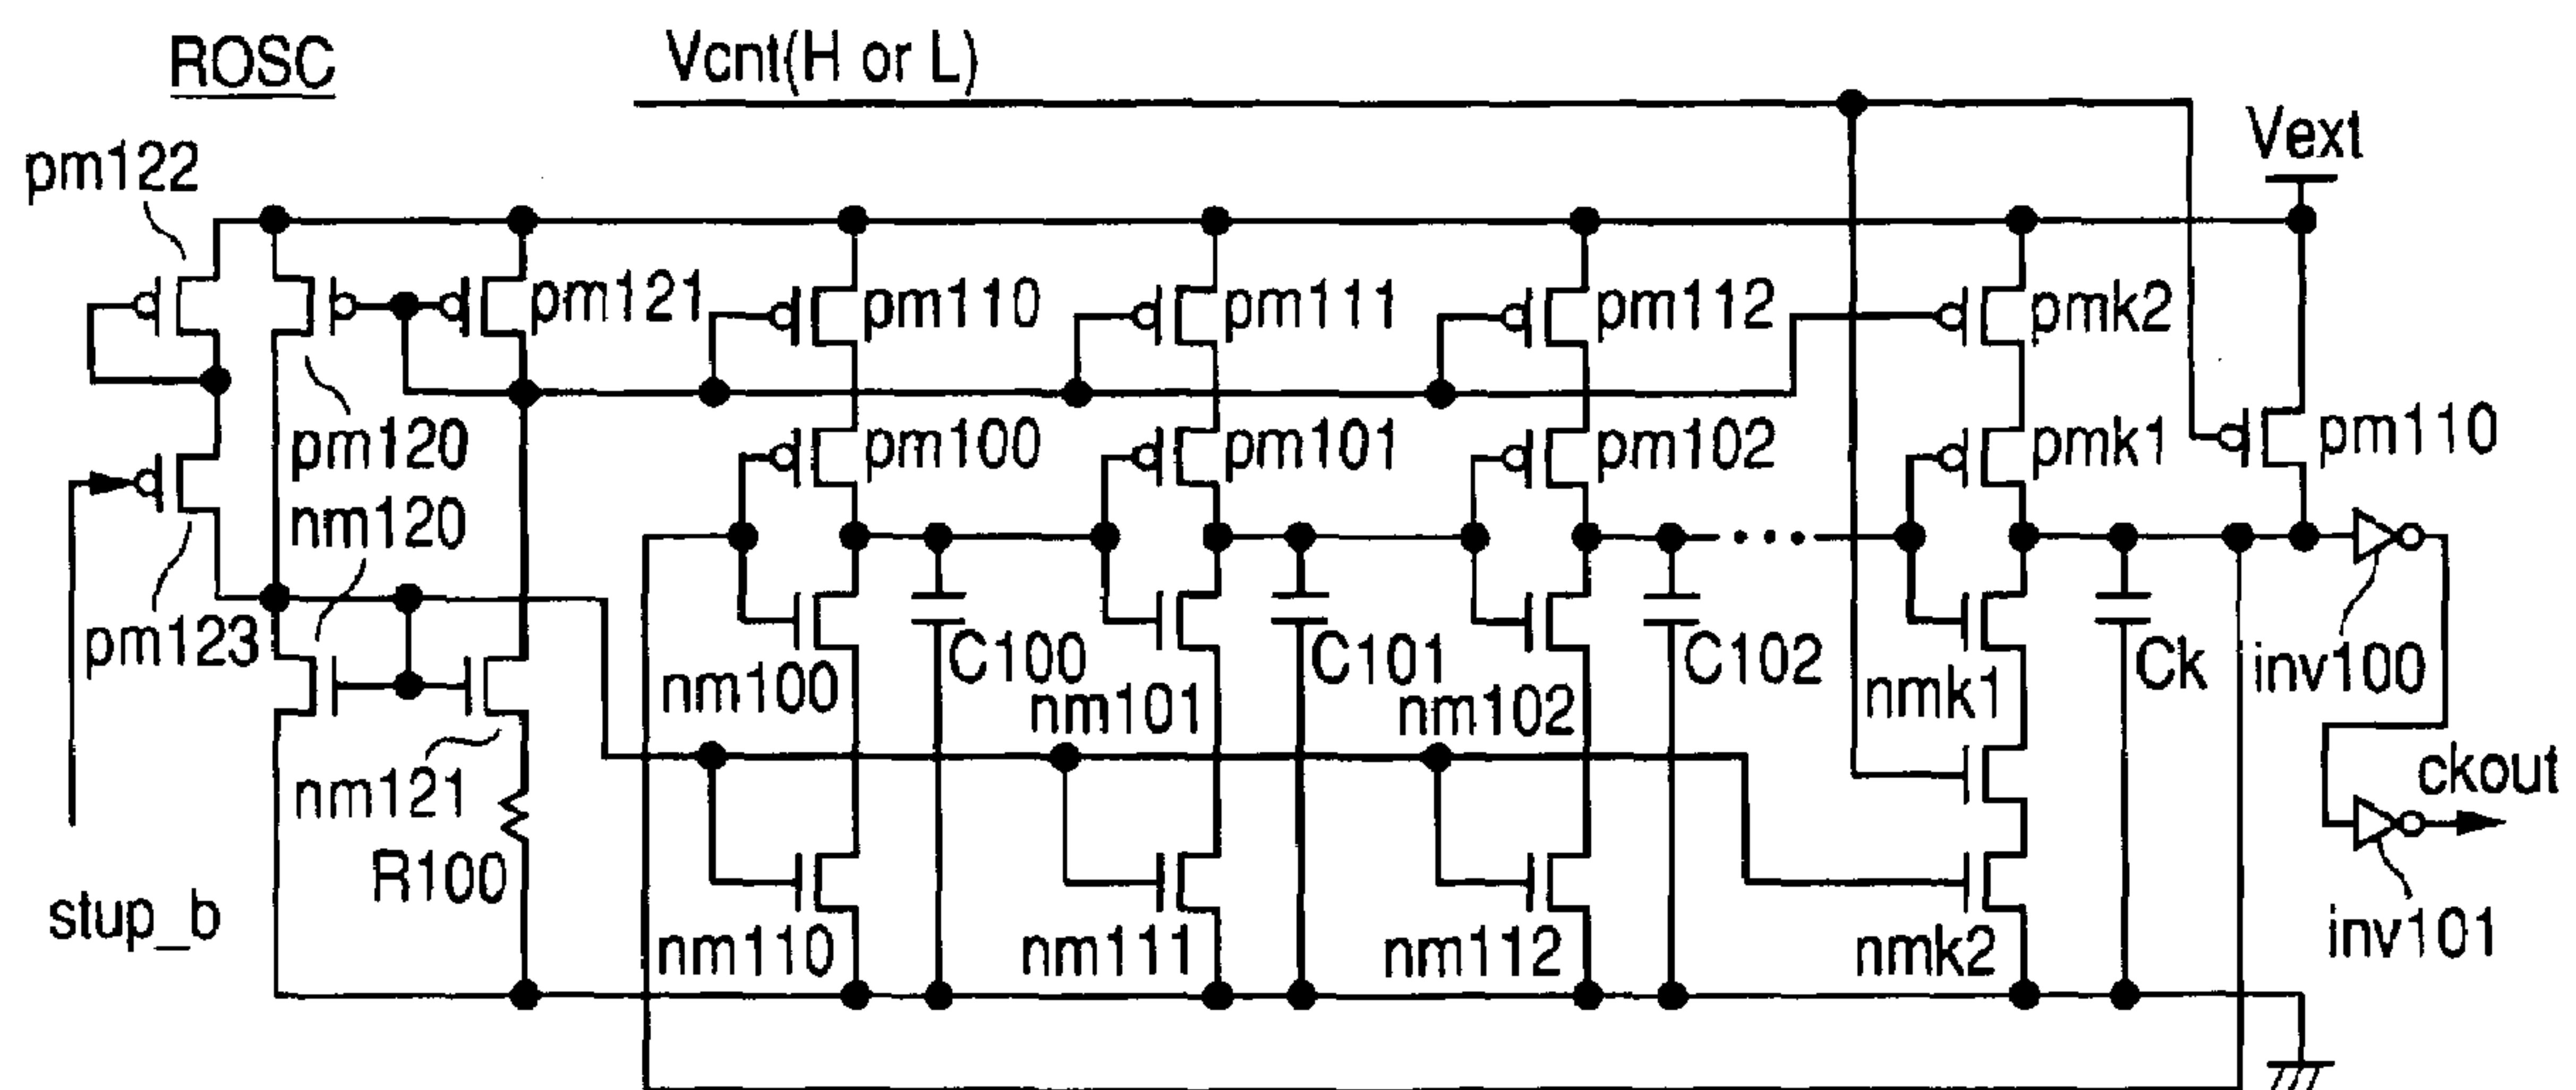 ROSC
Vcnt(H or L)
Vext
pm122
pm121
pm110
pm111
pm112
pmk2
pm120
pm100
pm101
pm102
pmk1
pm110
nm120
pm123
nm100
C100
nm101
C101
nm102
C102
nmk1
Ck
inv100
nm121
ckout
R100
stup_b
nm110
nm111
nm112
nmk2
inv101